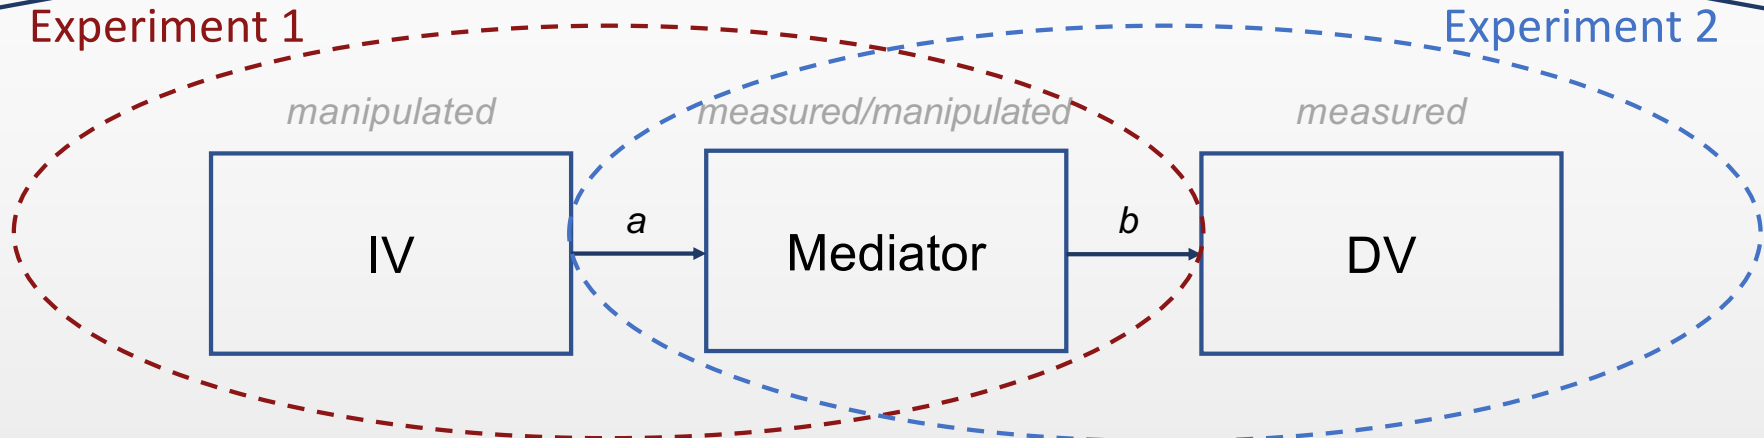 Experiment 1
Experiment 2
manipulated
measured/manipulated
measured
a
b
IV
Mediator
DV